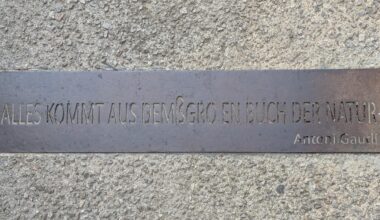 ALLES KOMMT AUS DEMßGRO EN BUCH DER NATUR
Antoni Gaudí